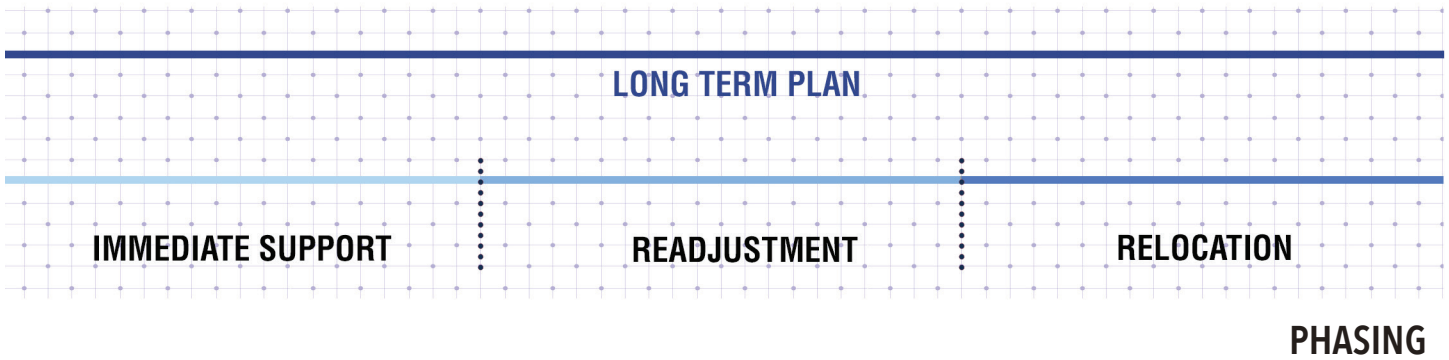 LONG TERM PLAN
IMMEDIATE SUPPORT
READJUSTMENT
RELOCATION
PHASING